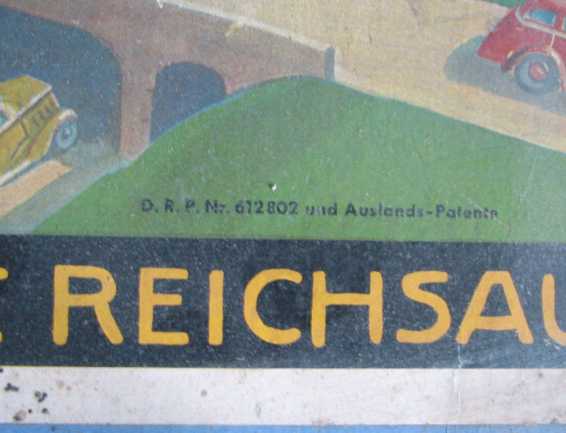 D. R. P. Nr. 612802 und Auslands-Patente
E REICHSAU